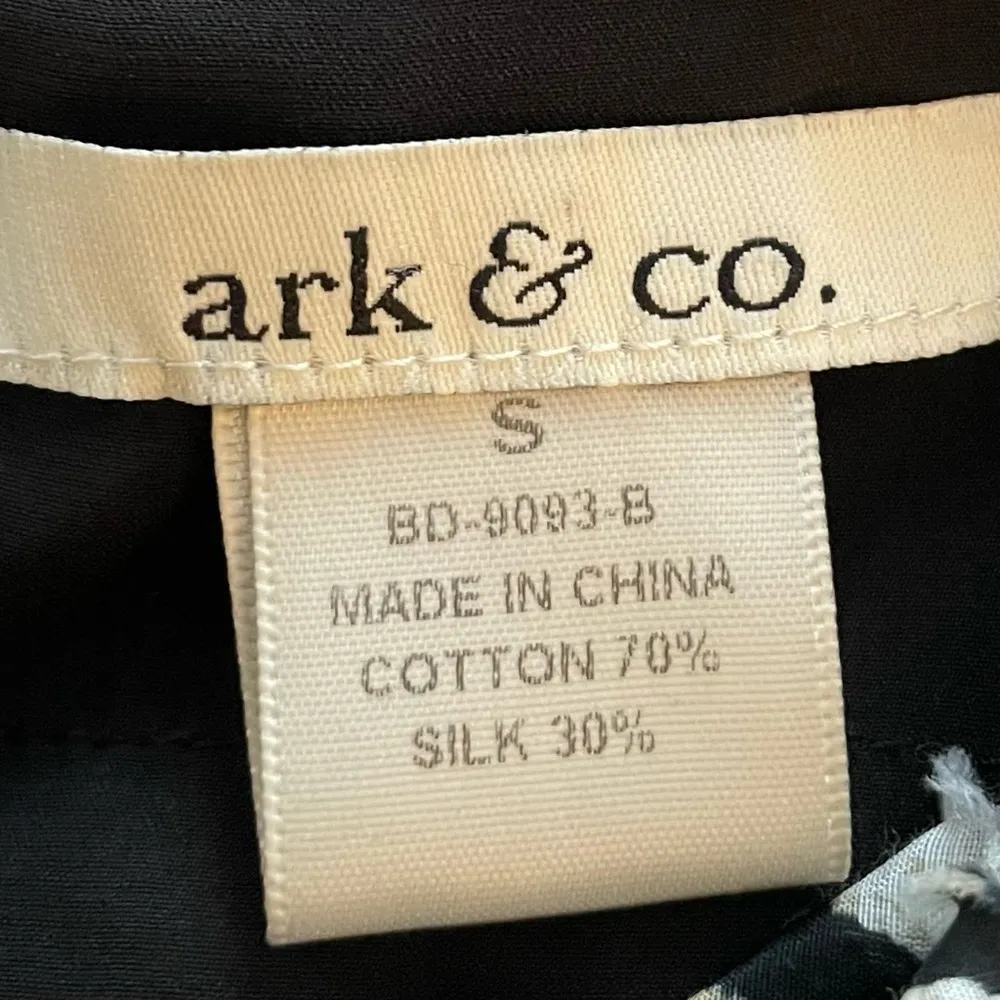 ark & co.
S
BD-9093-B
MADE IN CHINA
COTTON 70%
SILK 30%